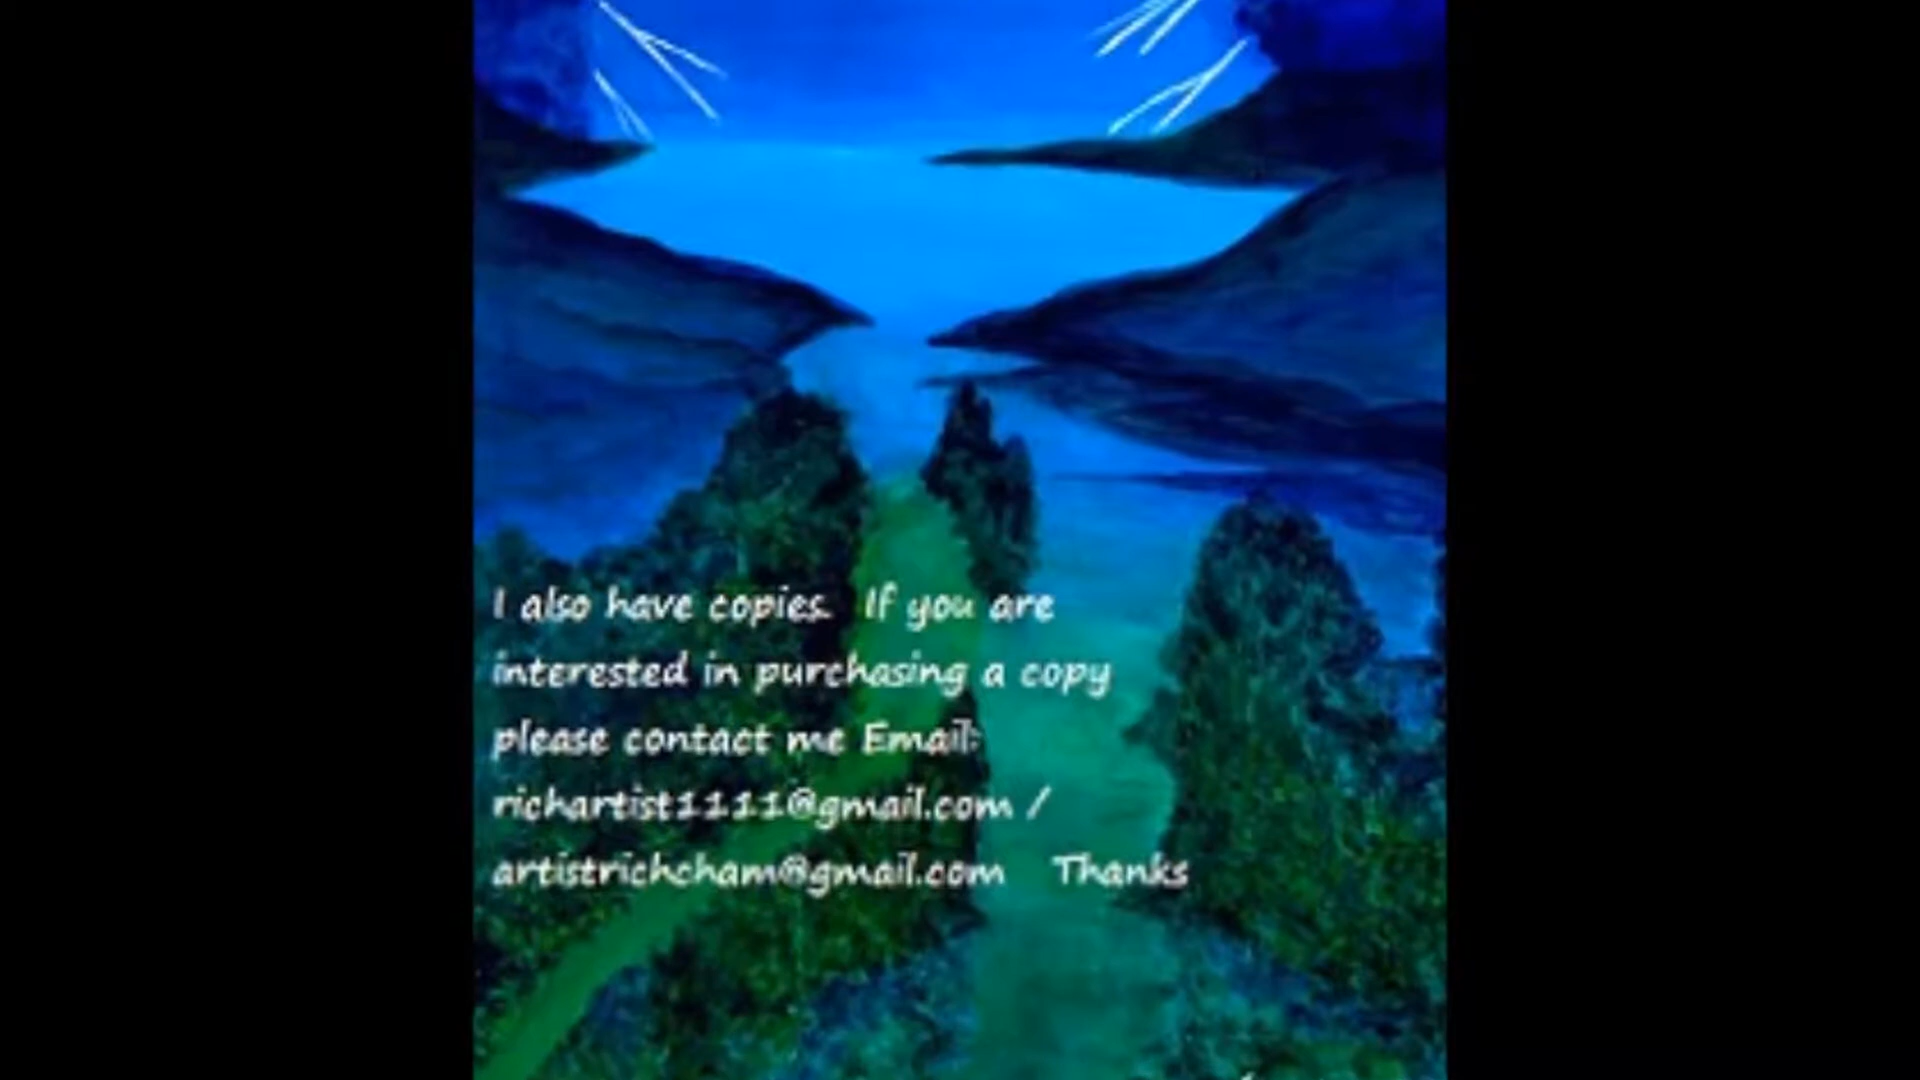 I also have copies.  If you are
interested in purchasing a copy
please contact me Email:
richartist1111@gmail.com /
artistrichcham@gmail.com    Thanks